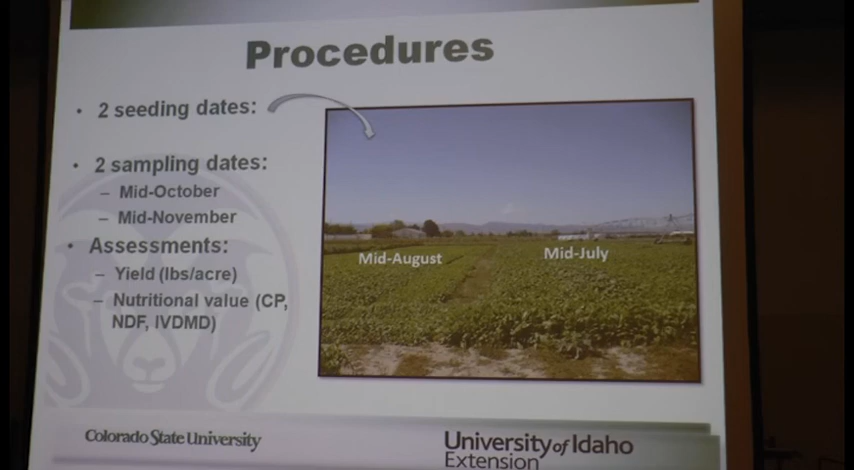 Procedures
• 2 seeding dates:
• 2 sampling dates:
– Mid-October
– Mid-November
• Assessments:
– Yield (lbs/acre)
– Nutritional value (CP,
NDF, IVDMD)
Mid-August
Mid-July
Colorado State University
University of Idaho
Extension